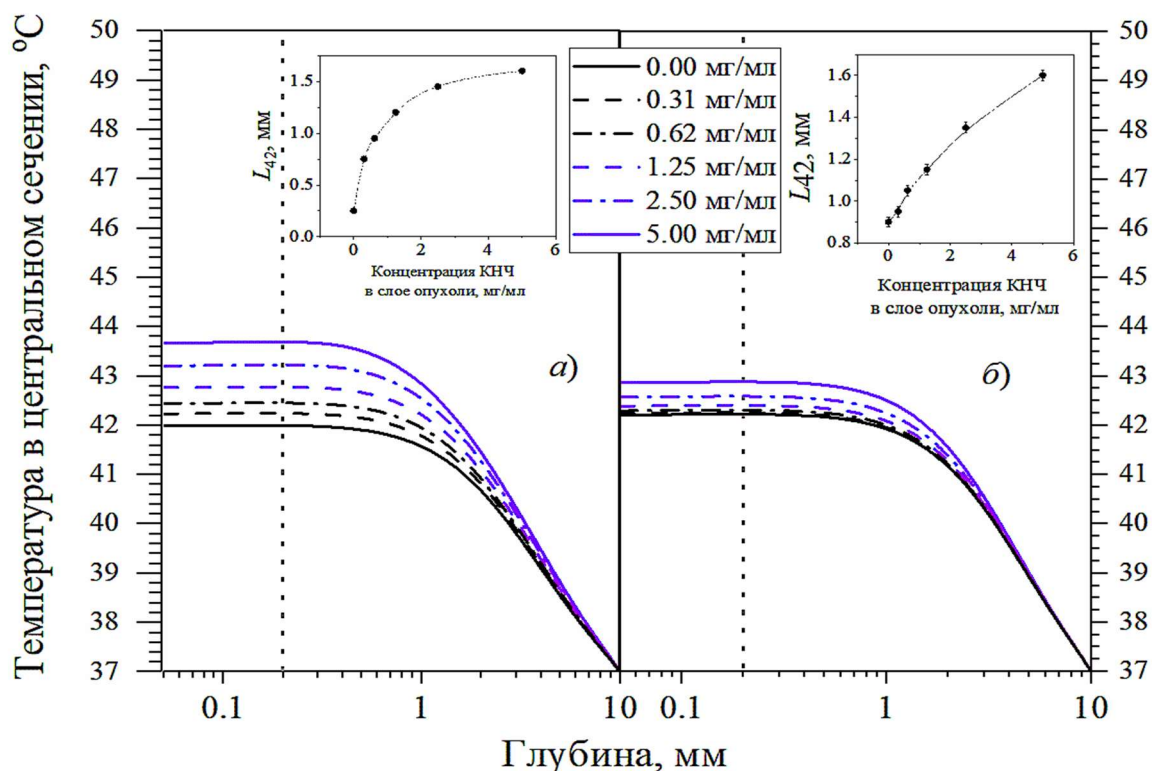 Температура в центральном сечении, °C
50
49
48
47
46
45
44
43
42
41
40
39
38
37
L42, мм
1.5
1.0
0.5
0.0
0 2 4 6
Концентрация КНЧ
в слое опухоли, мг/мл
0.00 мг/мл
0.31 мг/мл
0.62 мг/мл
1.25 мг/мл
2.50 мг/мл
5.00 мг/мл
L42, мм
1.6
1.4
1.2
1.0
0.8
0 2 4 6
Концентрация КНЧ
в слое опухоли, мг/мл
50
49
48
47
46
45
44
43
42
41
40
39
38
37
а)
б)
0.1 1 10 0.1 1 10
Глубина, мм